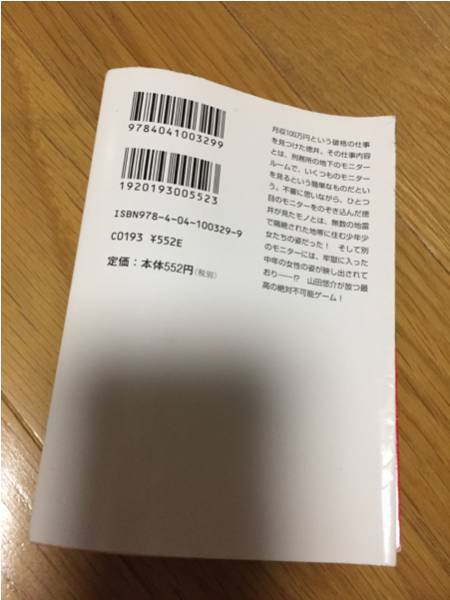 9784041003299
1920193005523
ISBN978-4-04-100329-9
C0193 ¥552E
定価：本体552円(税別)
月収100万円という破格の仕事
を見つけた徳井。その仕事内容
とは、刑務所の地下のモニター
ルームで、いくつものモニター
を見るという簡単なものだとい
う。不審に思いながら、ひとつ
目のモニターをのぞき込んだ徳
井が見たモノとは、無数の地雷
で隔絶された地帯に住む少年少
女たちの姿だった！ そして別
のモニターには、牢獄に入った
中年の女性の姿が映し出されて
おり――!? 山田悠介が放つ最
高の絶対不可能ゲーム！